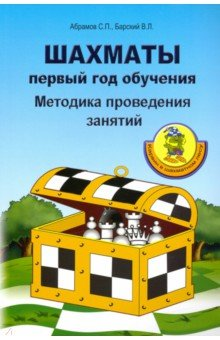 Абрамов С.П., Барский В.Л.
ШАХМАТЫ
первый год обучения
Методика проведения
занятий